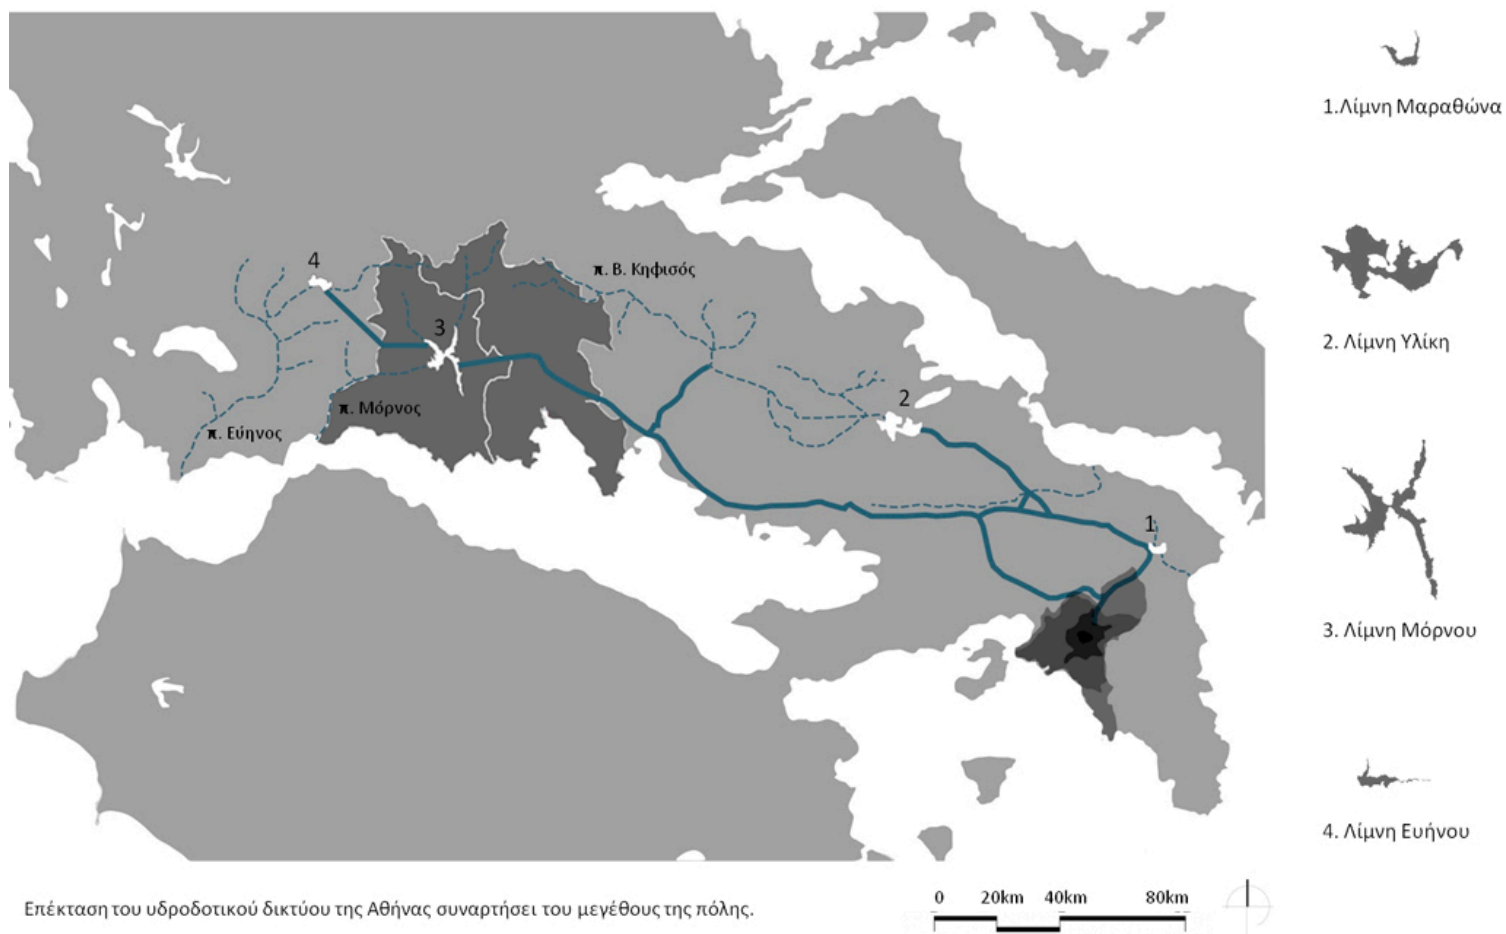 1.Λίμνη Μαραθώνα
4
π. Β. Κηφισός
3
2. Λίμνη Υλίκη
2
π. Μόρνος
π. Εύηνος
1
3. Λίμνη Μόρνου
4. Λίμνη Ευήνου
0 20km 40km 80km
Επέκταση του υδροδοτικού δικτύου της Αθήνας συναρτήσει του μεγέθους της πόλης.